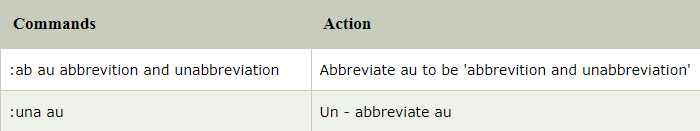 Commands Action
:ab au abbrevition and unabbreviation Abbreviate au to be 'abbrevition and unabbreviation'
:una au Un - abbreviate au